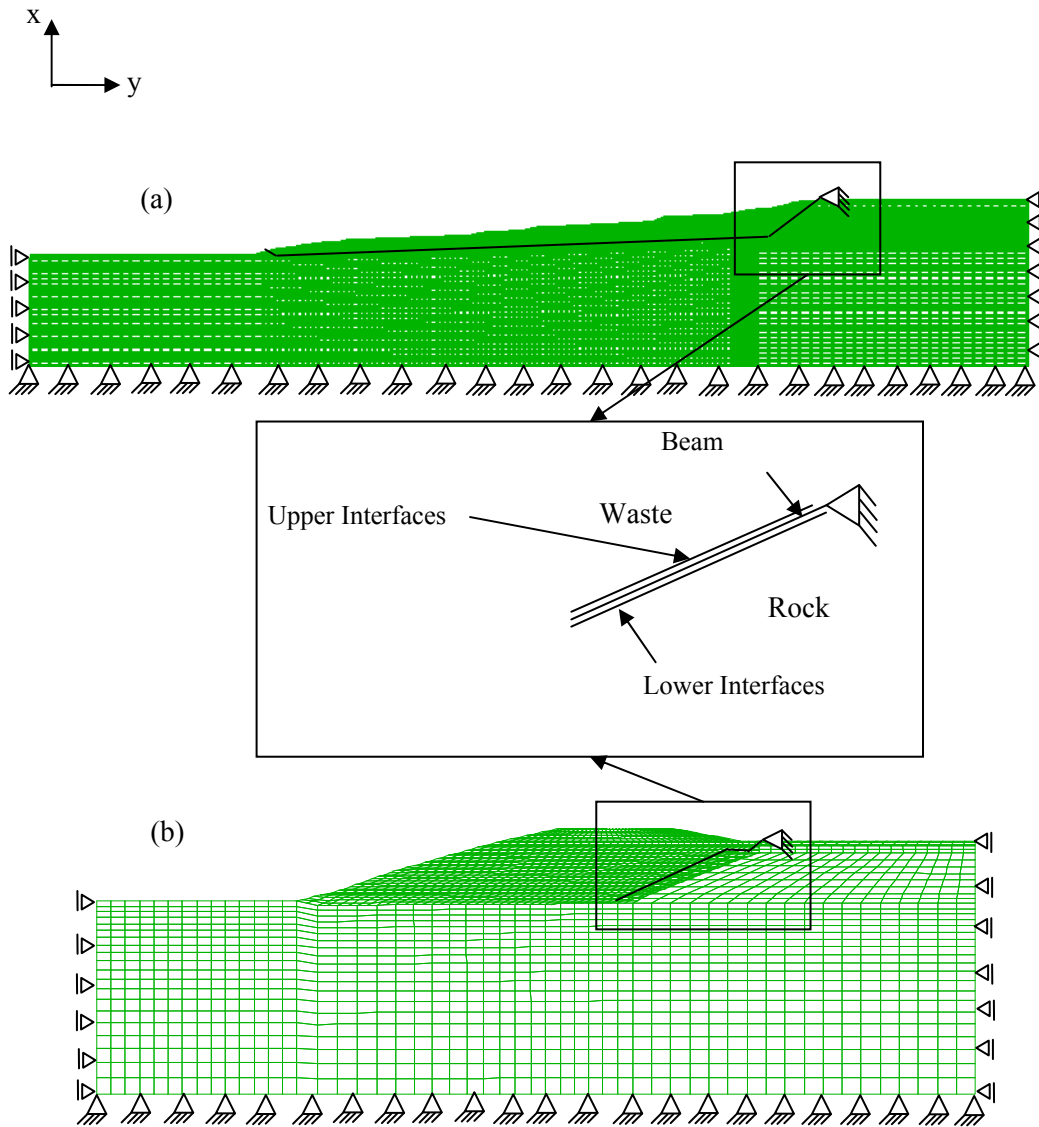 x
y
(a)
Beam
Waste
Upper Interfaces
Rock
Lower Interfaces
(b)